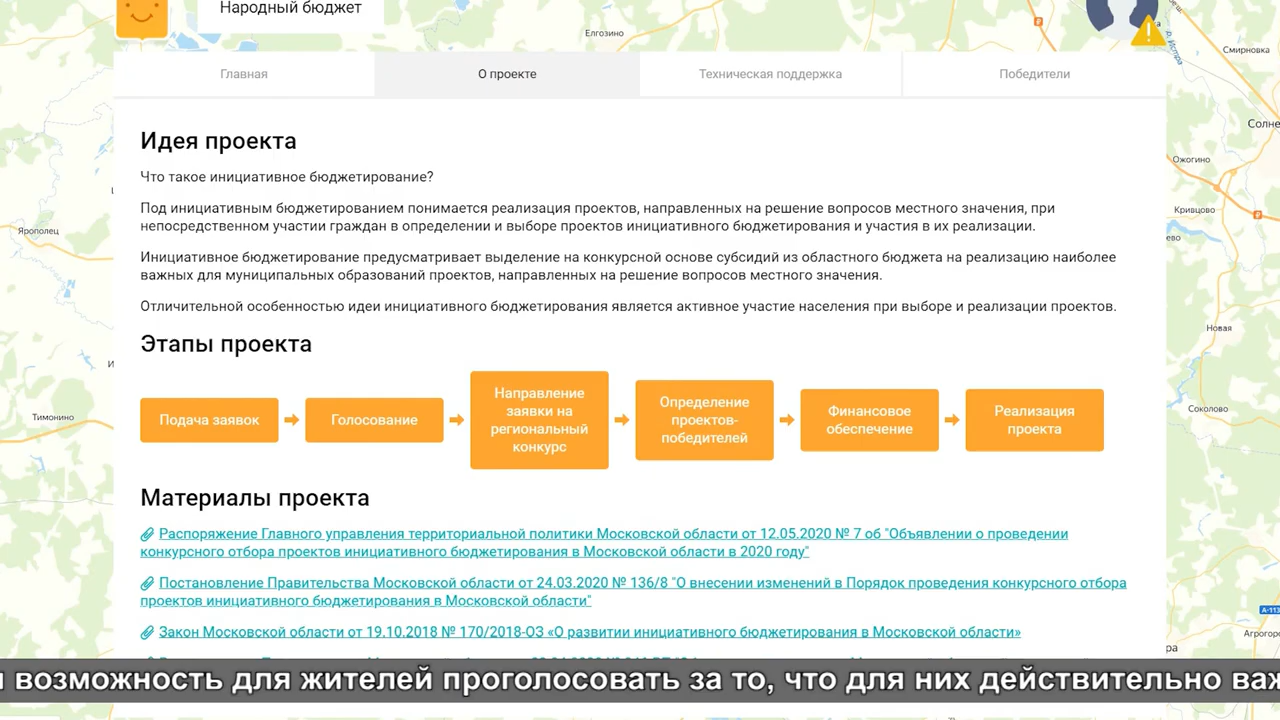 Народный бюджет
Елгозино
Смирновка
р. Истра
Главная
О проекте
Техническая поддержка
Победители
Идея проекта
Что такое инициативное бюджетирование?
Под инициативным бюджетированием понимается реализация проектов, направленных на решение вопросов местного значения, при
непосредственном участии граждан в определении и выборе проектов инициативного бюджетирования и участия в их реализации.
Инициативное бюджетирование предусматривает выделение на конкурсной основе субсидий из областного бюджета на реализацию наиболее
важных для муниципальных образований проектов, направленных на решение вопросов местного значения.
Отличительной особенностью идеи инициативного бюджетирования является активное участие населения при выборе и реализации проектов.
Солне
Ожогино
Кривцово
ево
Ярополец
Новая
Тимонино
Соколово
Этапы проекта
Подача заявок
Голосование
Направление
заявки на
региональный
конкурс
Определение
проектов-
победителей
Финансовое
обеспечение
Реализация
проекта
Материалы проекта
Распоряжение Главного управления территориальной политики Московской области от 12.05.2020 № 7 об "Объявлении о проведении
конкурсного отбора проектов инициативного бюджетирования в Московской области в 2020 году"
Постановление Правительства Московской области от 24.03.2020 № 136/8 "О внесении изменений в Порядок проведения конкурсного отбора
проектов инициативного бюджетирования в Московской области"
Закон Московской области от 19.10.2018 № 170/2018-ОЗ «О развитии инициативного бюджетирования в Московской области»
А-113
Агрогоро
ра
возможность для жителей проголосовать за то, что для них действительно важ